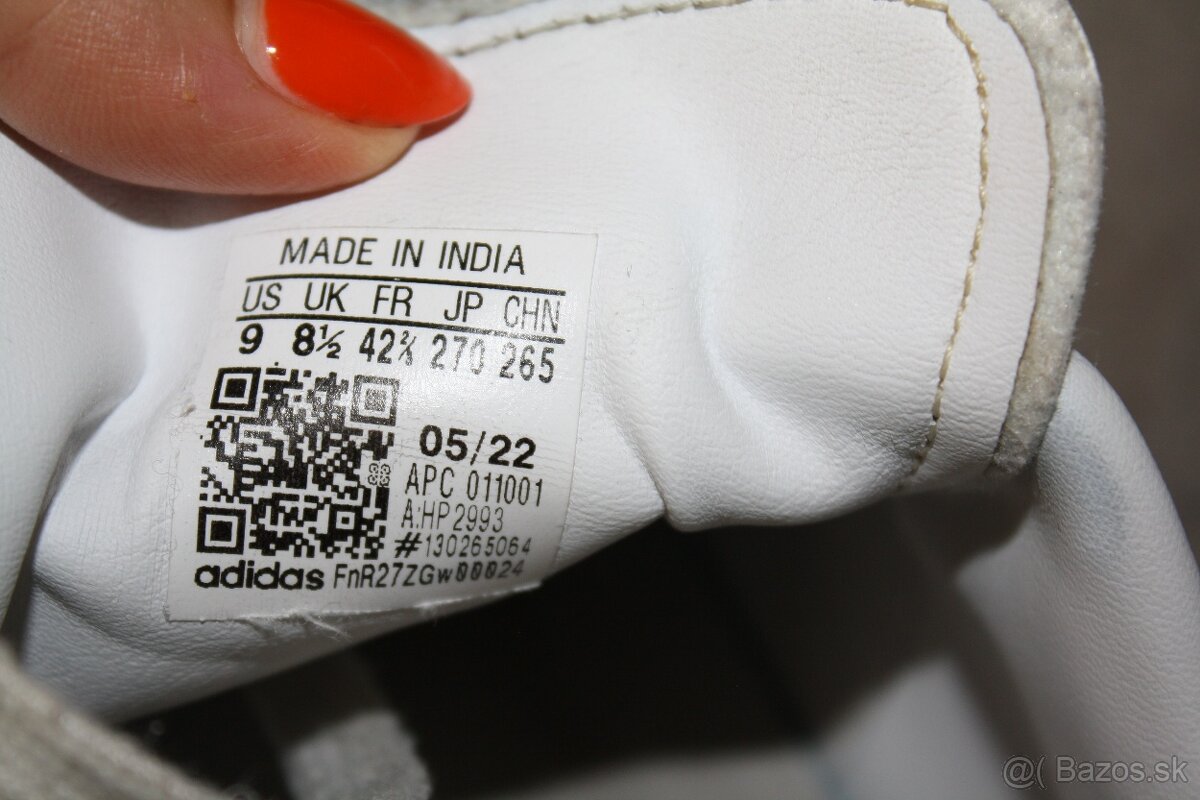 MADE IN INDIA
US UK FR JP CHN
9 8½ 42⅔ 270 265
05/22
APC 011001
A:HP2993
#130265064
adidas FnR27ZGw00024
@( Bazos.sk